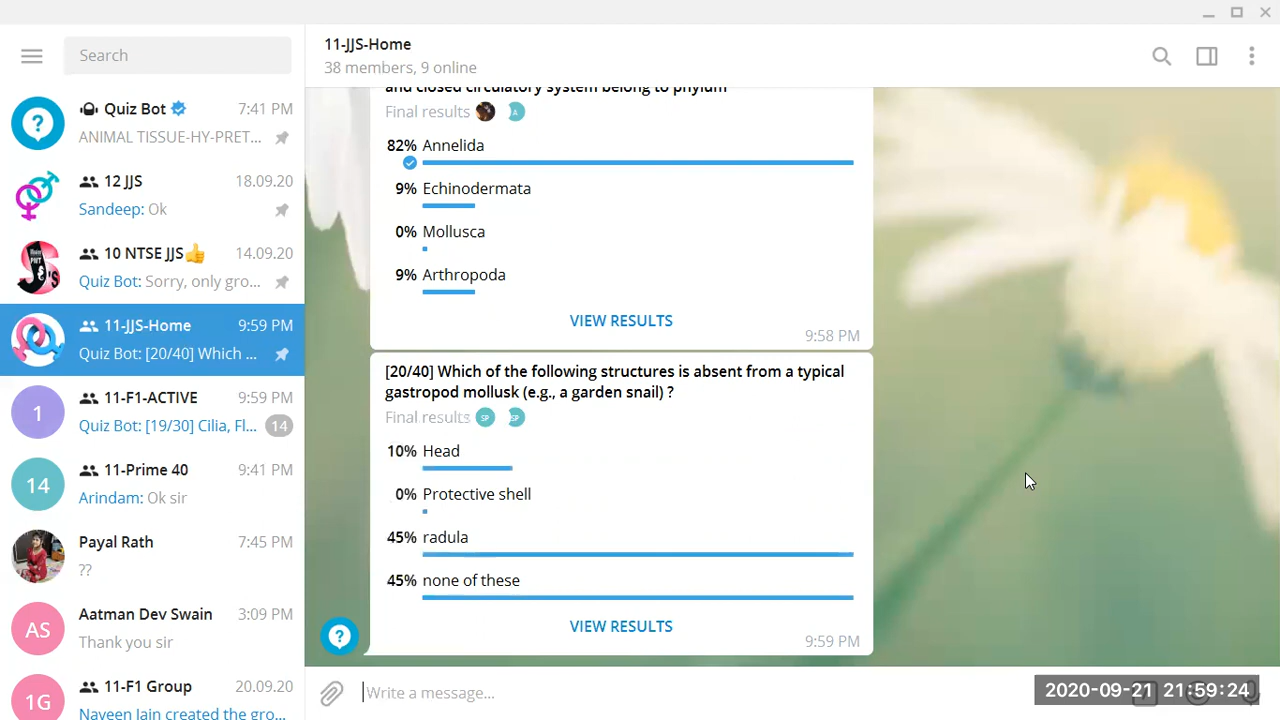 Search
Quiz Bot 7:41 PM
ANIMAL TISSUE-HY-PRET...
12 JJS 18.09.20
Sandeep: Ok
10 NTSE JJS👍 14.09.20
Quiz Bot: Sorry, only gro...
11-JJS-Home 9:59 PM
Quiz Bot: [20/40] Which ...
1 11-F1-ACTIVE 9:59 PM
Quiz Bot: [19/30] Cilia, Fl... 14
14 11-Prime 40 9:41 PM
Arindam: Ok sir
Payal Rath 7:45 PM
??
AS Aatman Dev Swain 3:09 PM
Thank you sir
1G 11-F1 Group 20.09.20
Naveen Jain created the gro...
11-JJS-Home
38 members, 9 online
and closed circulatory system belong to phylum
Final results A
82% Annelida
9% Echinodermata
0% Mollusca
9% Arthropoda
VIEW RESULTS
9:58 PM
[20/40] Which of the following structures is absent from a typical
gastropod mollusk (e.g., a garden snail) ?
Final results SP SP
10% Head
0% Protective shell
45% radula
45% none of these
VIEW RESULTS
9:59 PM
Write a message...
2020-09-21 21:59:24